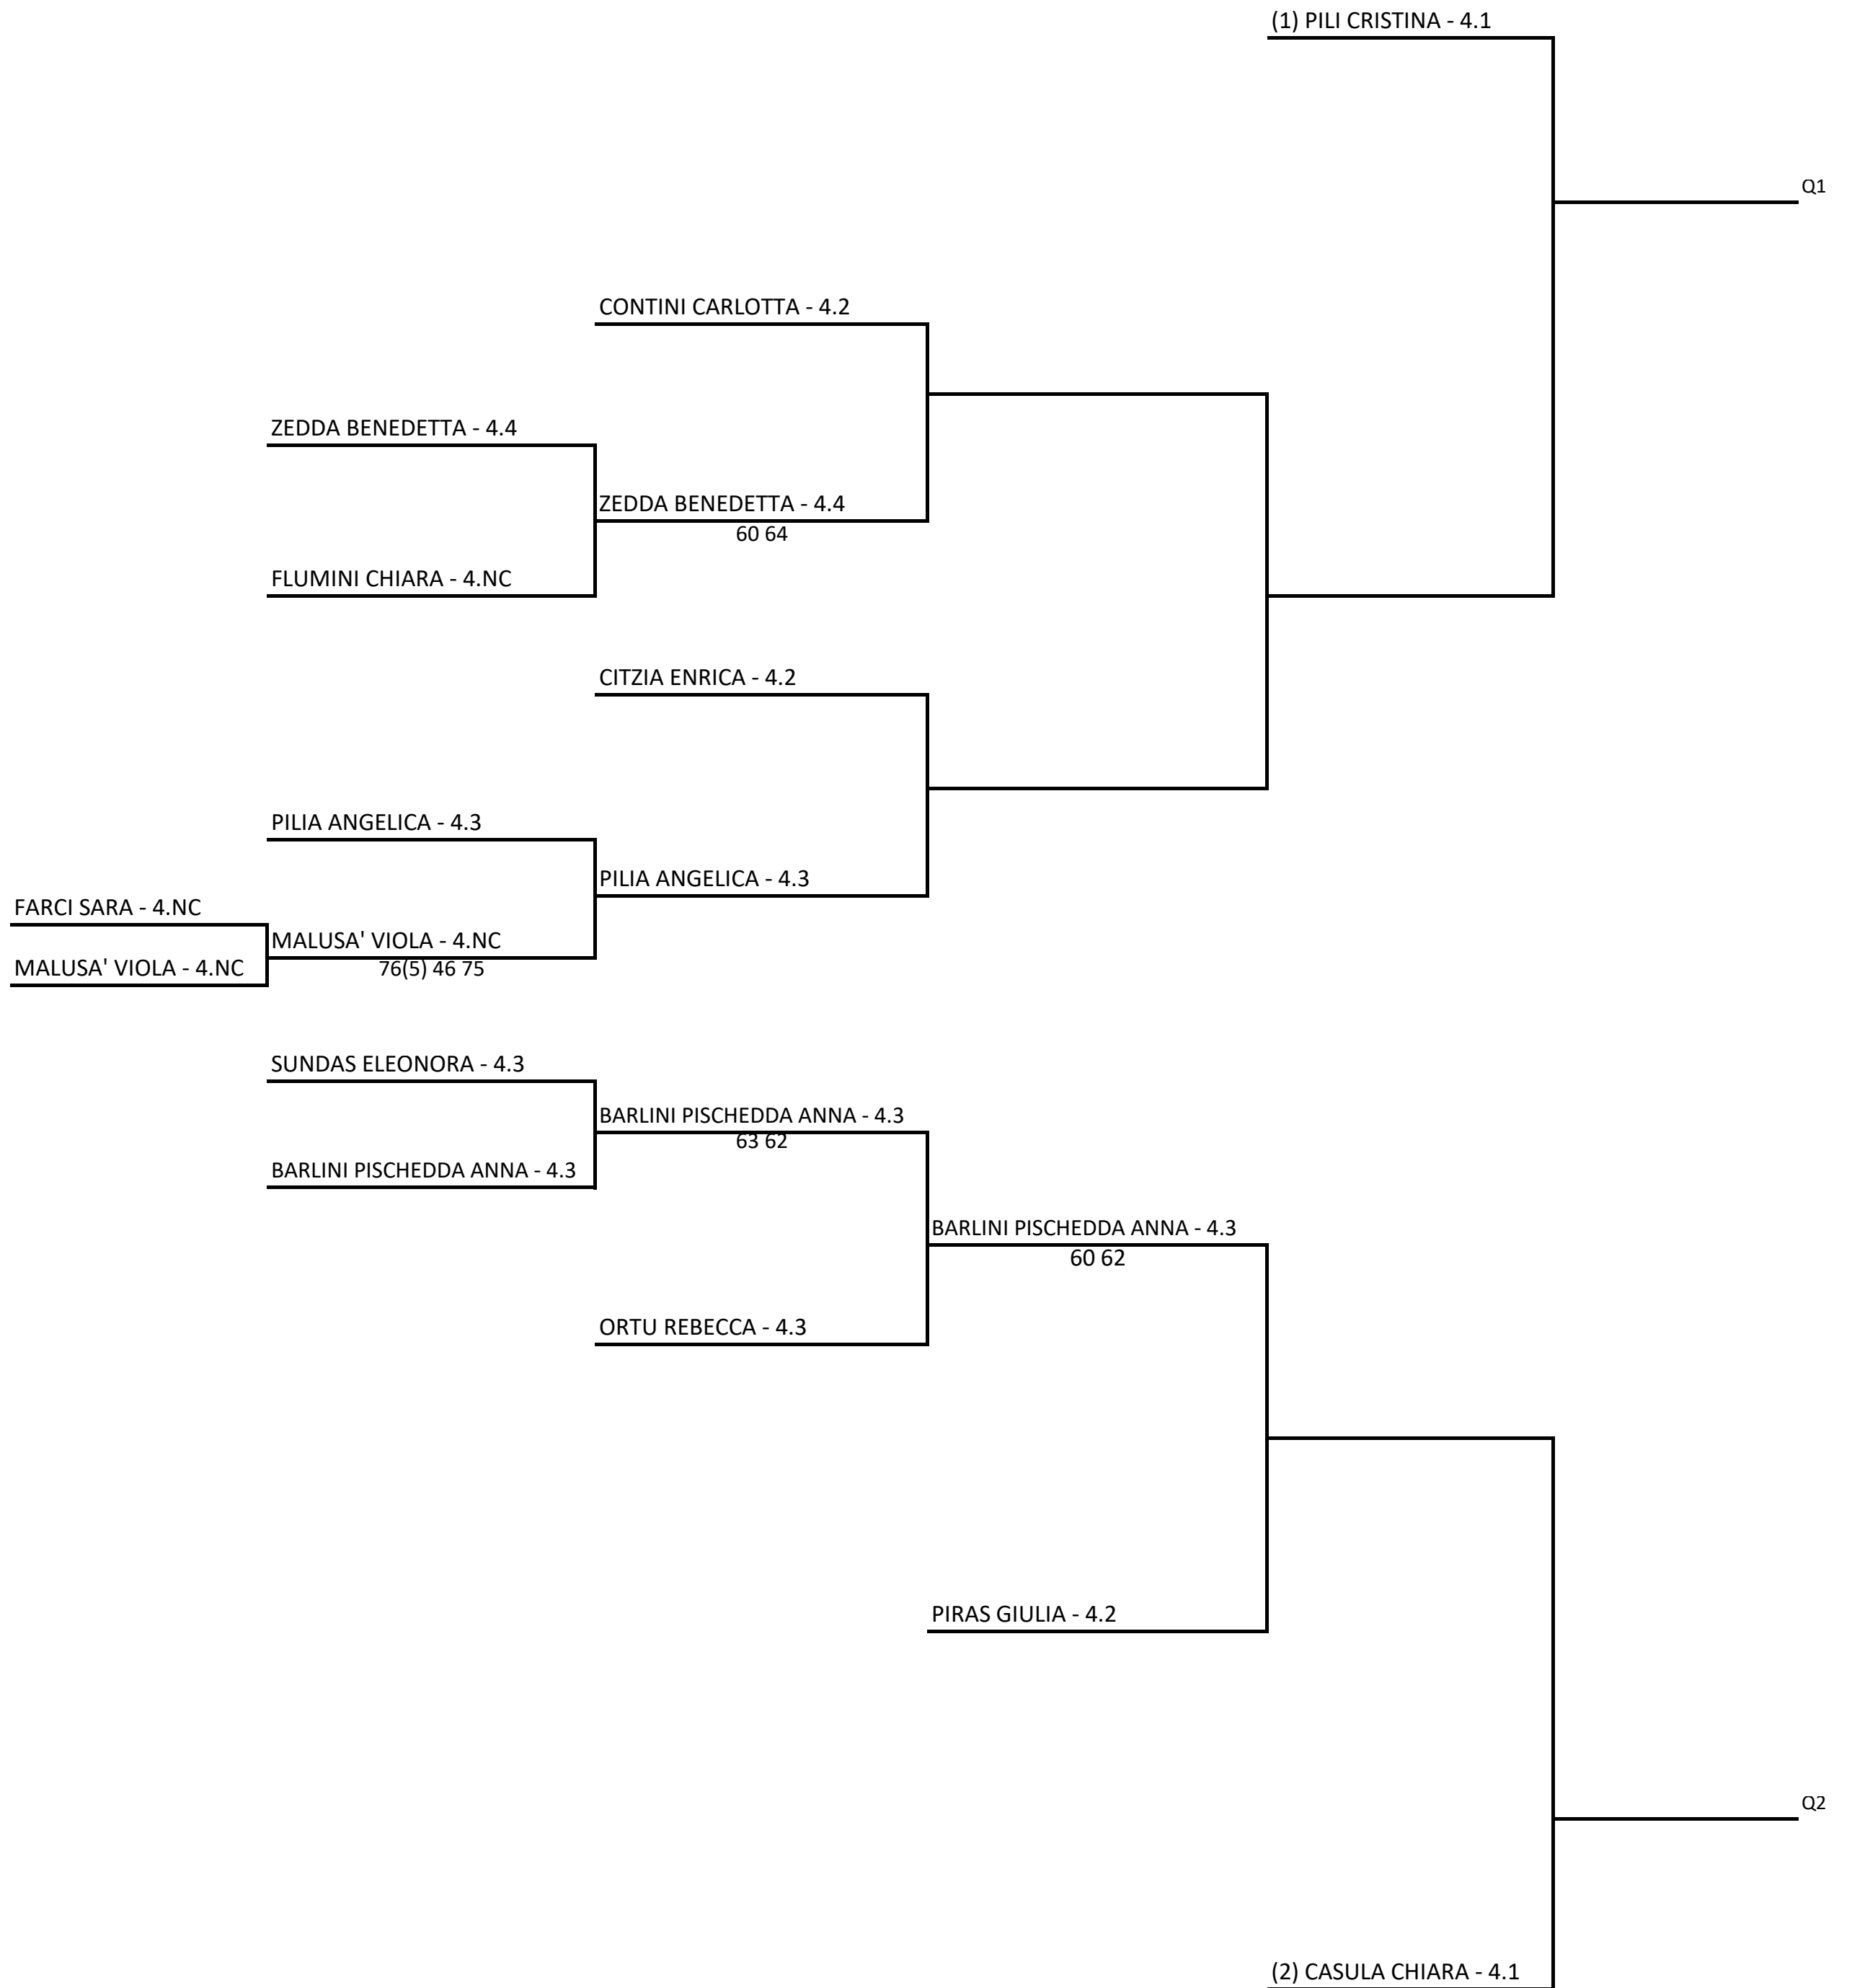 (1) PILI CRISTINA - 4.1
Q1
CONTINI CARLOTTA - 4.2
ZEDDA BENEDETTA - 4.4
ZEDDA BENEDETTA - 4.4
60 64
FLUMINI CHIARA - 4.NC
CITZIA ENRICA - 4.2
PILIA ANGELICA - 4.3
PILIA ANGELICA - 4.3
FARCI SARA - 4.NC
MALUSA' VIOLA - 4.NC
MALUSA' VIOLA - 4.NC
76(5) 46 75
SUNDAS ELEONORA - 4.3
BARLINI PISCHEDDA ANNA - 4.3
63 62
BARLINI PISCHEDDA ANNA - 4.3
BARLINI PISCHEDDA ANNA - 4.3
60 62
ORTU REBECCA - 4.3
PIRAS GIULIA - 4.2
Q2
(2) CASULA CHIARA - 4.1